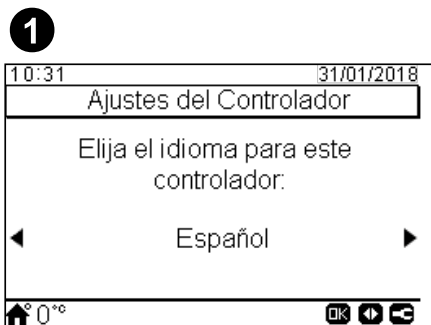 1
10:31 31/01/2018
Ajustes del Controlador
Elija el idioma para este
controlador:
Español
0°C OK